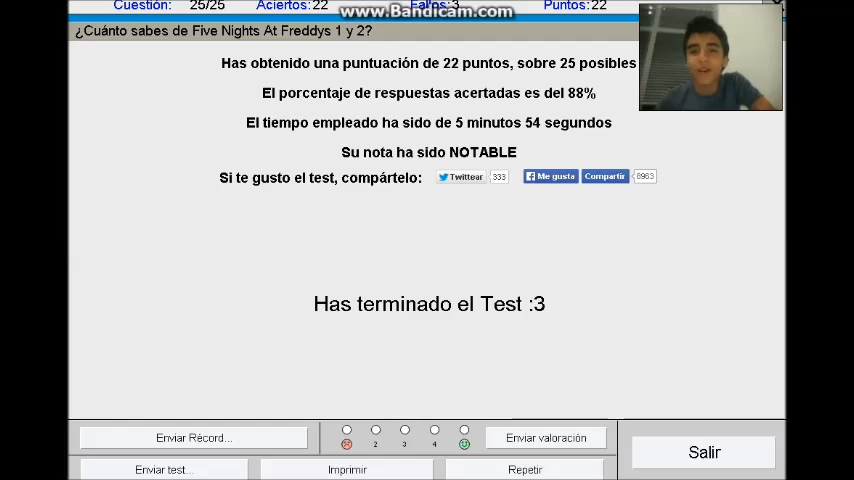 www.Bandicam.com
Cuestión: 25/25 Aciertos:22 Fallos:3 Puntos:22
¿Cuánto sabes de Five Nights At Freddys 1 y 2?
Has obtenido una puntuación de 22 puntos, sobre 25 posibles
El porcentaje de respuestas acertadas es del 88%
El tiempo empleado ha sido de 5 minutos 54 segundos
Su nota ha sido NOTABLE
Si te gusto el test, compártelo: Twittear 333 Me gusta Compartir 6963
Has terminado el Test :3
Enviar Récord... 2 3 4 Enviar valoración Salir
Enviar test... Imprimir Repetir